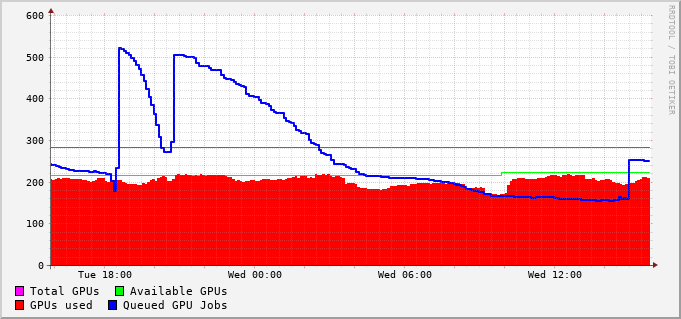 600
500
400
300
200
100
0
Tue 18:00 Wed 00:00 Wed 06:00 Wed 12:00
Total GPUs Available GPUs
GPUs used Queued GPU Jobs
RRDTOOL / TOBI OETIKER